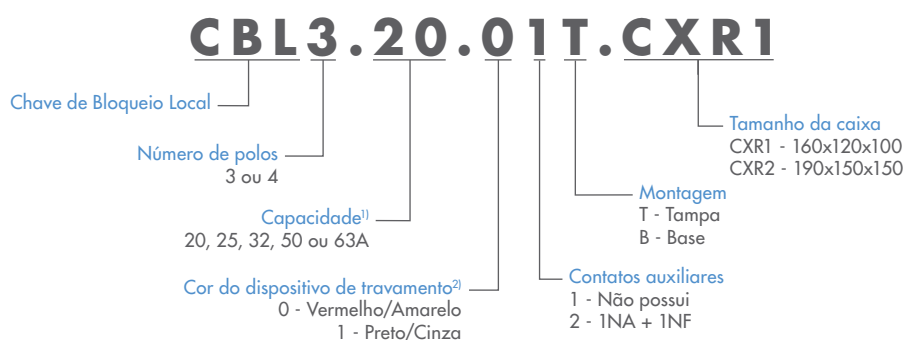 CBL3.20.01T.CXR1
Chave de Bloqueio Local
Tamanho da caixa
CXR1 - 160x120x100
CXR2 - 190x150x150
Número de polos
3 ou 4
Montagem
T - Tampa
B - Base
Capacidade1)
20, 25, 32, 50 ou 63A
Cor do dispositivo de travamento2)
0 - Vermelho/Amarelo
1 - Preto/Cinza
Contatos auxiliares
1 - Não possui
2 - 1NA + 1NF